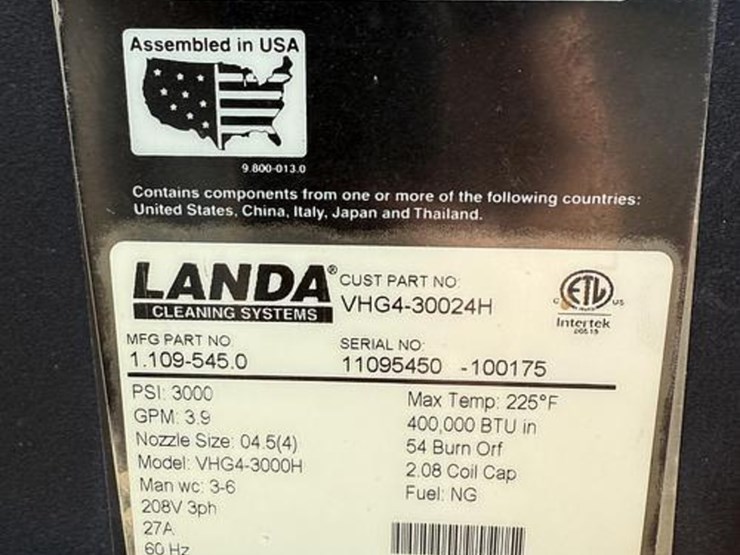 Assembled in USA
9.800-013.0
Contains components from one or more of the following countries:
United States, China, Italy, Japan and Thailand.
LANDA®
CLEANING SYSTEMS
CUST PART NO:
VHG4-30024H
C ETL US
Intertek
MFG PART NO
1.109-545.0
SERIAL NO:
11095450 -100175
PSI: 3000
GPM: 3.9
Nozzle Size: 04.5(4)
Model: VHG4-3000H
Man wc: 3-6
208V 3ph
27A
60 Hz
Max Temp: 225°F
400,000 BTU in
54 Burn Orf
2.08 Coil Cap
Fuel: NG